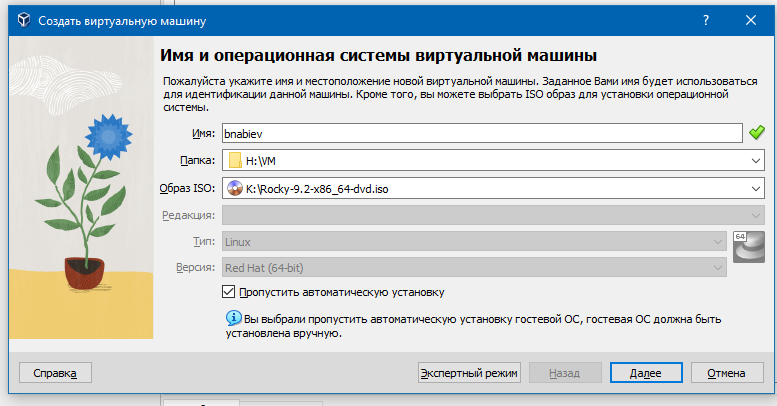 Создать виртуальную машину
Имя и операционная системы виртуальной машины
Пожалуйста укажите имя и местоположение новой виртуальной машины. Заданное Вами имя будет использоваться
для идентификации данной машины. Кроме того, вы можете выбрать ISO образ для установки операционной
системы.
Имя: bnabiev
Папка: H:\VM
Образ ISO: K:\Rocky-9.2-x86_64-dvd.iso
Редакция:
Тип: Linux
64
Версия: Red Hat (64-bit)
Пропустить автоматическую установку
Вы выбрали пропустить автоматическую установку гостевой ОС, гостевая ОС должна быть
установлена вручную.
Справка Экспертный режим Назад Далее Отмена